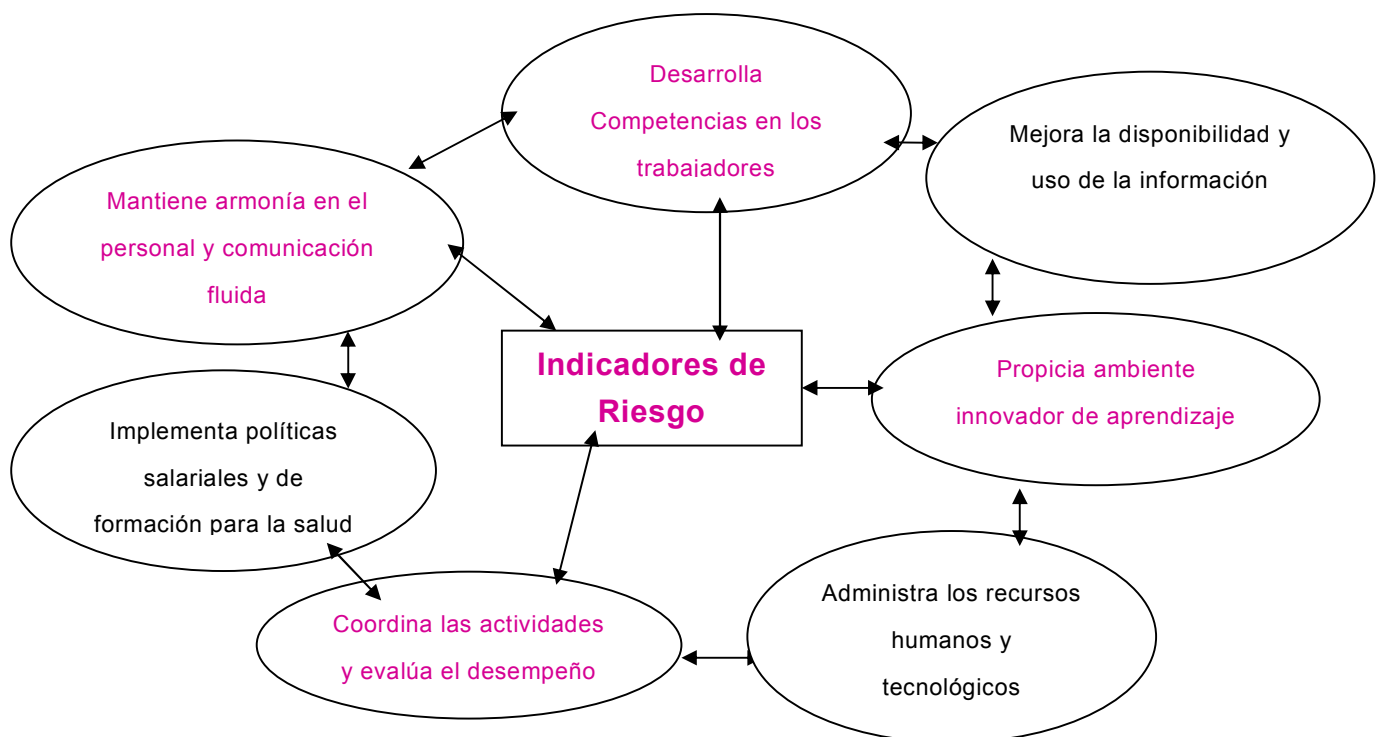 Desarrolla
Competencias en los
trabajadores
Mejora la disponibilidad y
uso de la información
Mantiene armonía en el
personal y comunicación
fluida
Indicadores de
Riesgo
Propicia ambiente
innovador de aprendizaje
Implementa políticas
salariales y de
formación para la salud
Administra los recursos
humanos y
tecnológicos
Coordina las actividades
y evalúa el desempeño